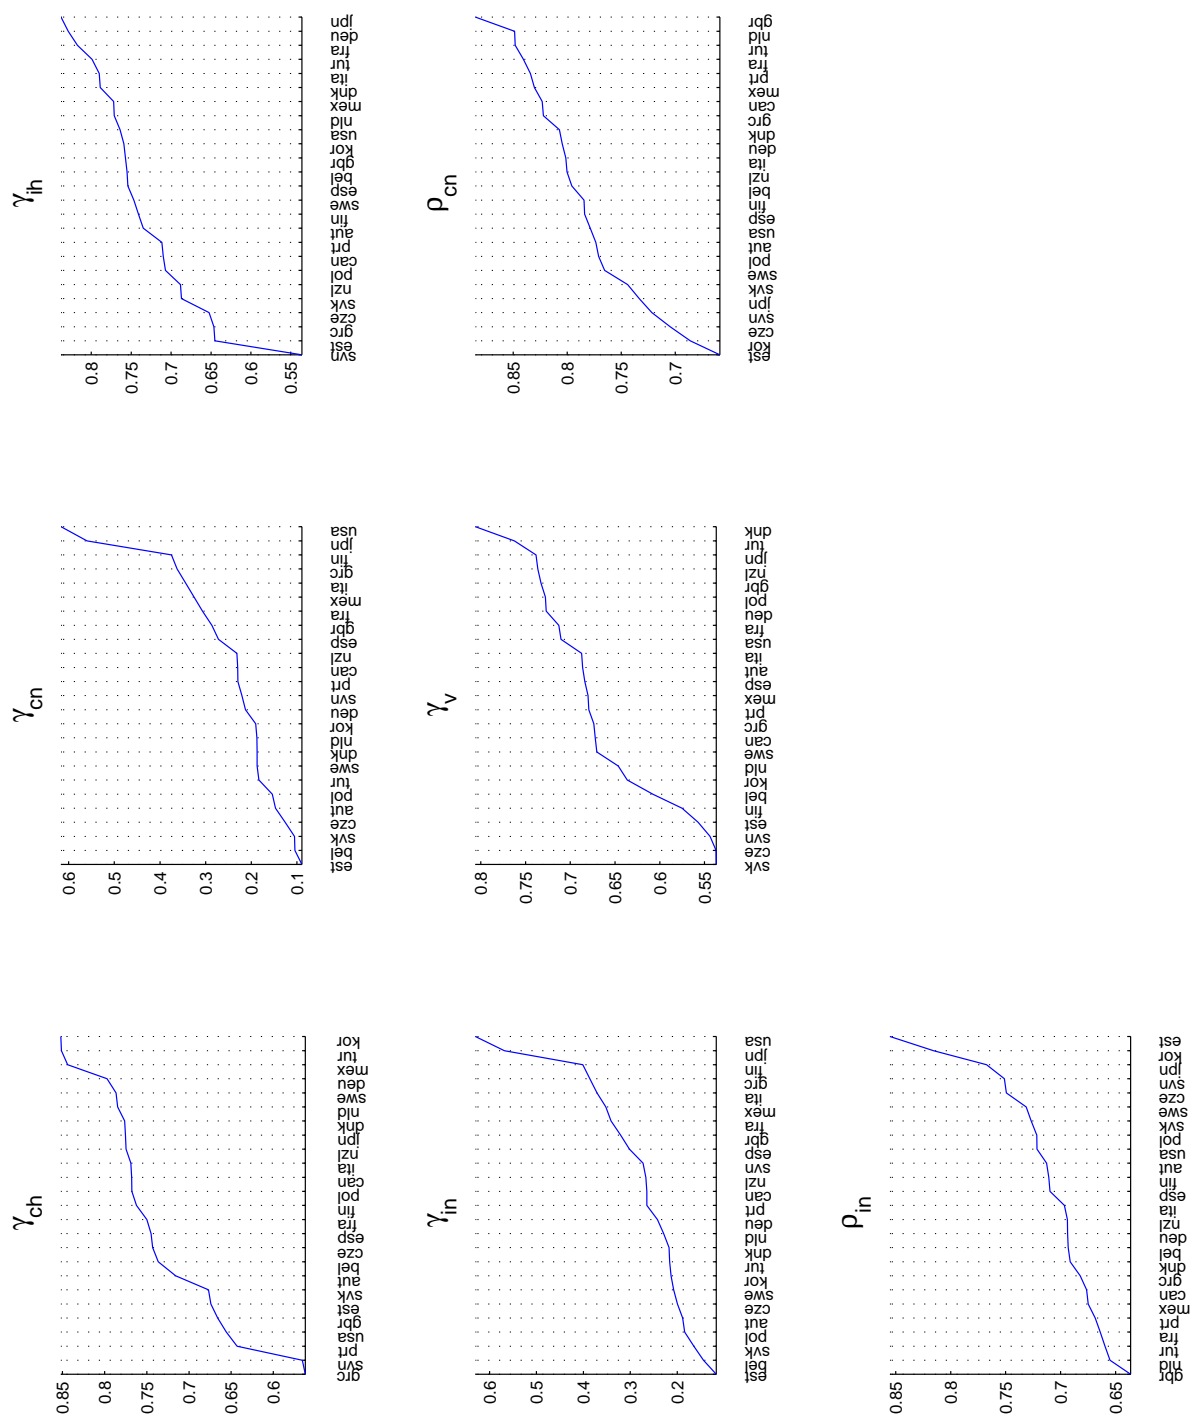 γch
0.85 0.8 0.75 0.7 0.65 0.6
grc svn prt usa gbr est svk aut bel cze esp fra fin pol can ita nzl jpn dnk nld swe deu mex tur kor
γcn
0.6 0.5 0.4 0.3 0.2 0.1
est bel svk cze aut pol tur swe dnk nld kor deu svn prt can nzl esp gbr fra mex ita grc fin jpn usa
γih
0.8 0.75 0.7 0.65 0.6 0.55
svn est grc cze svk nzl pol can prt aut fin swe esp bel gbr kor usa nld mex dnk ita tur fra deu jpn
γin
0.6 0.5 0.4 0.3 0.2
est bel svk pol aut cze swe kor tur dnk nld deu prt can nzl svn esp gbr fra mex ita grc fin jpn usa
γv
0.8 0.75 0.7 0.65 0.6 0.55
svk cze svn est fin bel kor nld swe can grc prt mex esp aut ita usa fra deu pol gbr nzl jpn tur dnk
ρcn
0.85 0.8 0.75 0.7
est kor cze svn jpn svk swe pol aut usa esp fin bel nzl ita deu dnk grc can mex prt fra tur nld gbr
ρin
0.85 0.8 0.75 0.7 0.65
gbr nld tur fra prt mex can grc dnk bel deu nzl ita esp fin aut usa pol svk swe cze svn jpn kor est